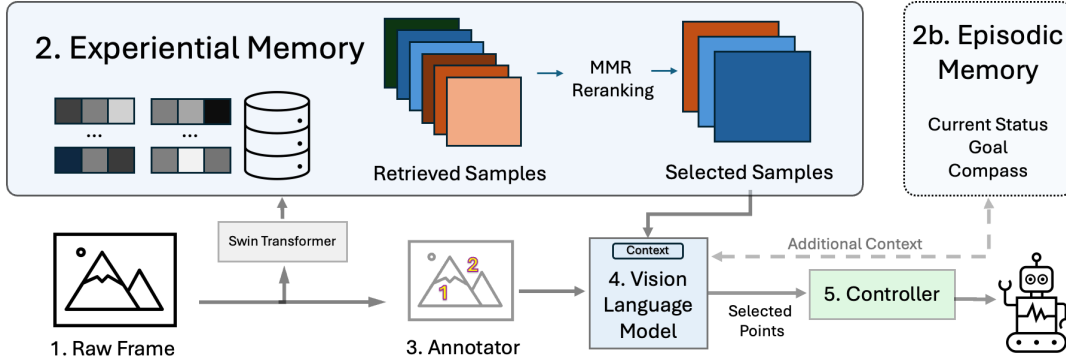 2. Experiential Memory
MMR
Reranking
...
...
Retrieved Samples
Selected Samples
2b. Episodic
Memory
Current Status
Goal
Compass
Swin Transformer
1. Raw Frame
1
2
3. Annotator
Context
4. Vision
Language
Model
Additional Context
Selected
Points
5. Controller